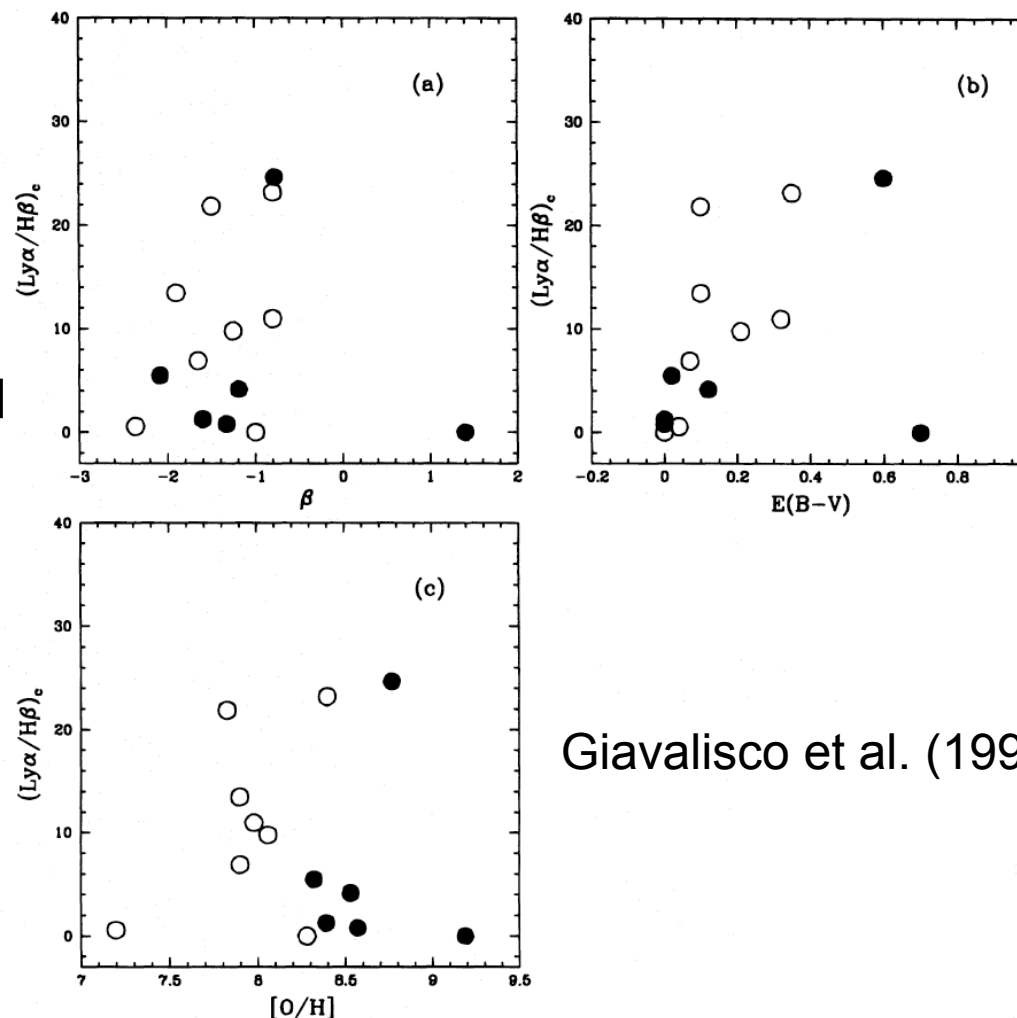 40
30
20
10
0
(Lyα/Hβ)c
(a)
-3 -2 -1 0 1 2
β
40
30
20
10
0
(Lyα/Hβ)c
(b)
-0.2 0 0.2 0.4 0.6 0.8
E(B-V)
40
30
20
10
0
(Lyα/Hβ)c
(c)
7 7.5 8 8.5 9 9.5
[O/H]
Giavalisco et al. (199